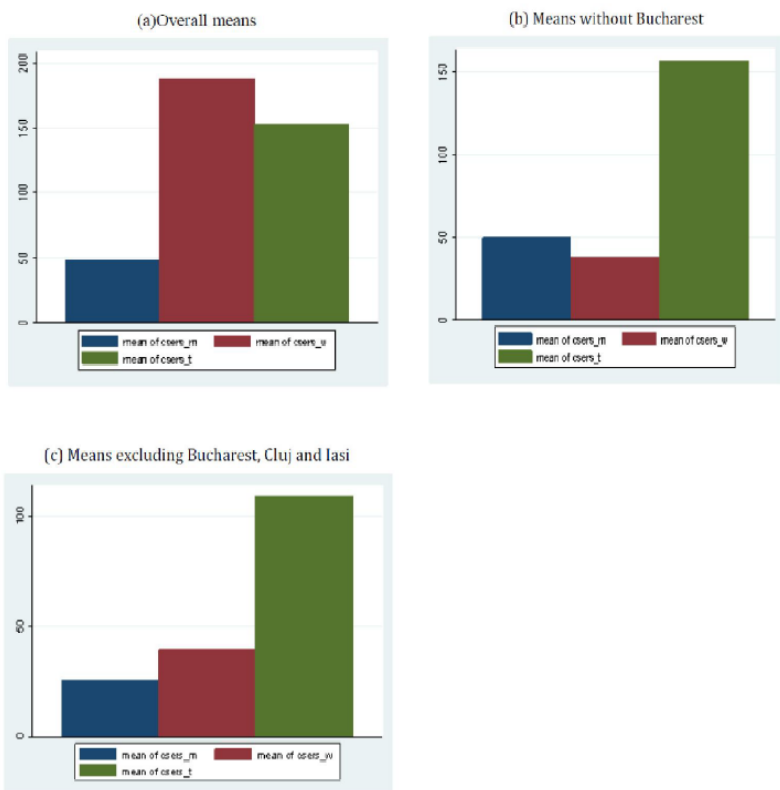 (a)Overall means
200
150
100
50
0
mean of csers_m mean of csers_w
mean of csers_t
(b) Means without Bucharest
150
100
50
0
mean of csers_m mean of csers_w
mean of csers_t
(c) Means excluding Bucharest, Cluj and Iasi
100
50
0
mean of csers_m mean of csers_w
mean of csers_t